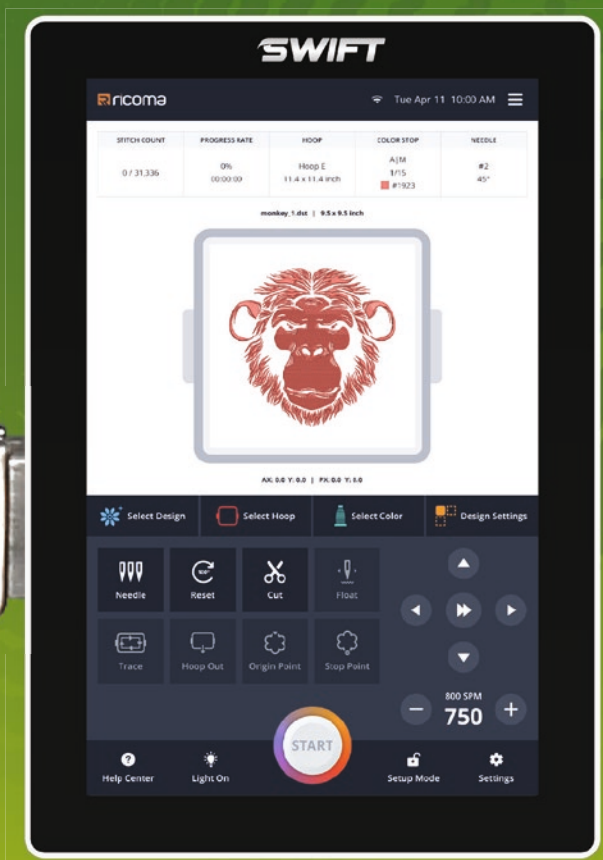 SWIFT
ricoma
Tue Apr 11 10:00 AM
STITCH COUNT PROGRESS RATE HOOP COLOR STOP NEEDLE
0 / 31,336 0% 00:00:00 Hoop E 11.4 x 11.4 inch A|M 1/15 #1923 #2 45°
monkey_1.dst | 9.5 x 9.5 inch
AX: 0.0 Y: 0.0 | PX: 0.0 Y: 0.0
Select Design Select Hoop Select Color Design Settings
Needle Reset Cut Float
Trace Hoop Out Origin Point Stop Point
800 SPM
750
START
Help Center Light On Setup Mode Settings